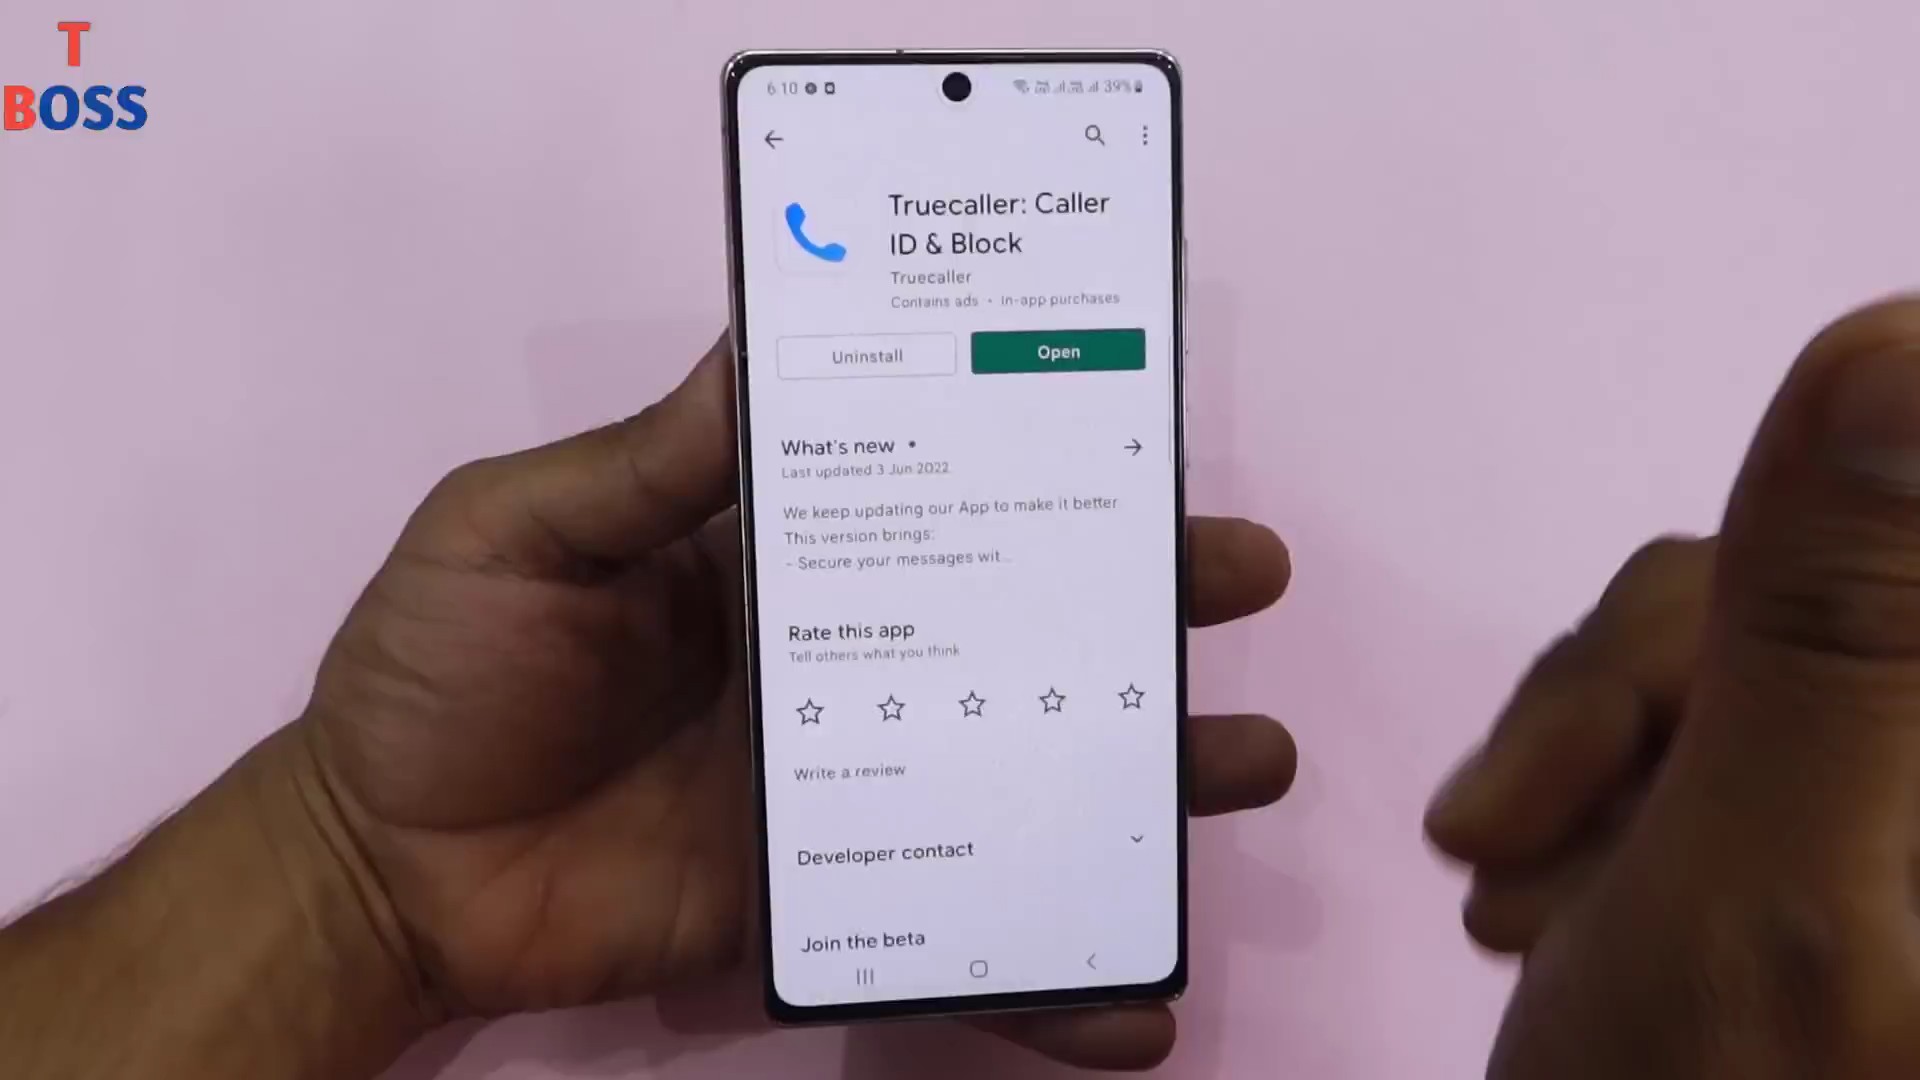 T
BOSS
6:10
39%
Truecaller: Caller
ID & Block
Truecaller
Contains ads • In-app purchases
Uninstall
Open
What's new •
Last updated 3 Jun 2022
We keep updating our App to make it better
This version brings:
- Secure your messages wit...
Rate this app
Tell others what you think
Write a review
Developer contact
Join the beta